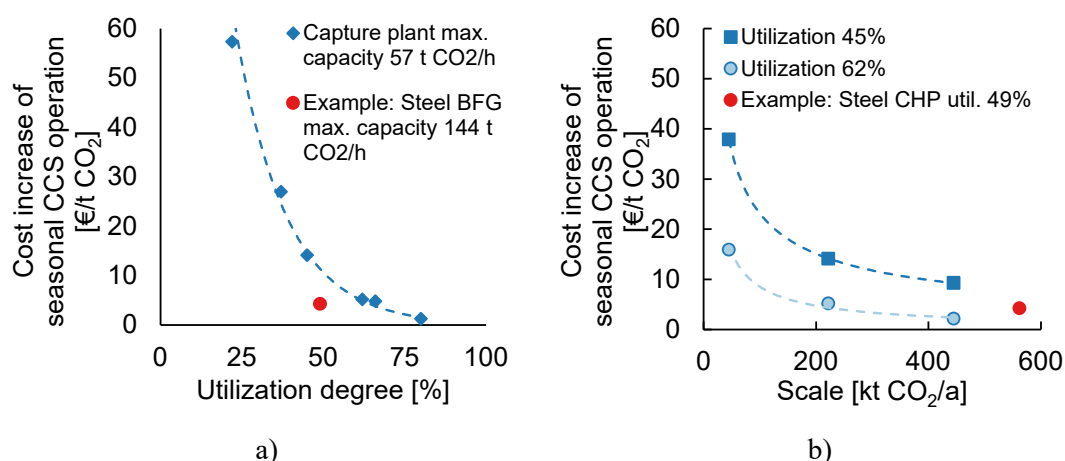 Cost increase of
seasonal CCS operation
[€/t CO₂]
60
50
40
30
20
10
0
0
25
50
75
100
Utilization degree [%]
Capture plant max.
capacity 57 t CO2/h
Example: Steel BFG
max. capacity 144 t
CO2/h
a)
Cost increase of
seasonal CCS operation
[€/t CO₂]
60
50
40
30
20
10
0
0
200
400
600
Scale [kt CO₂/a]
Utilization 45%
Utilization 62%
Example: Steel CHP util. 49%
b)